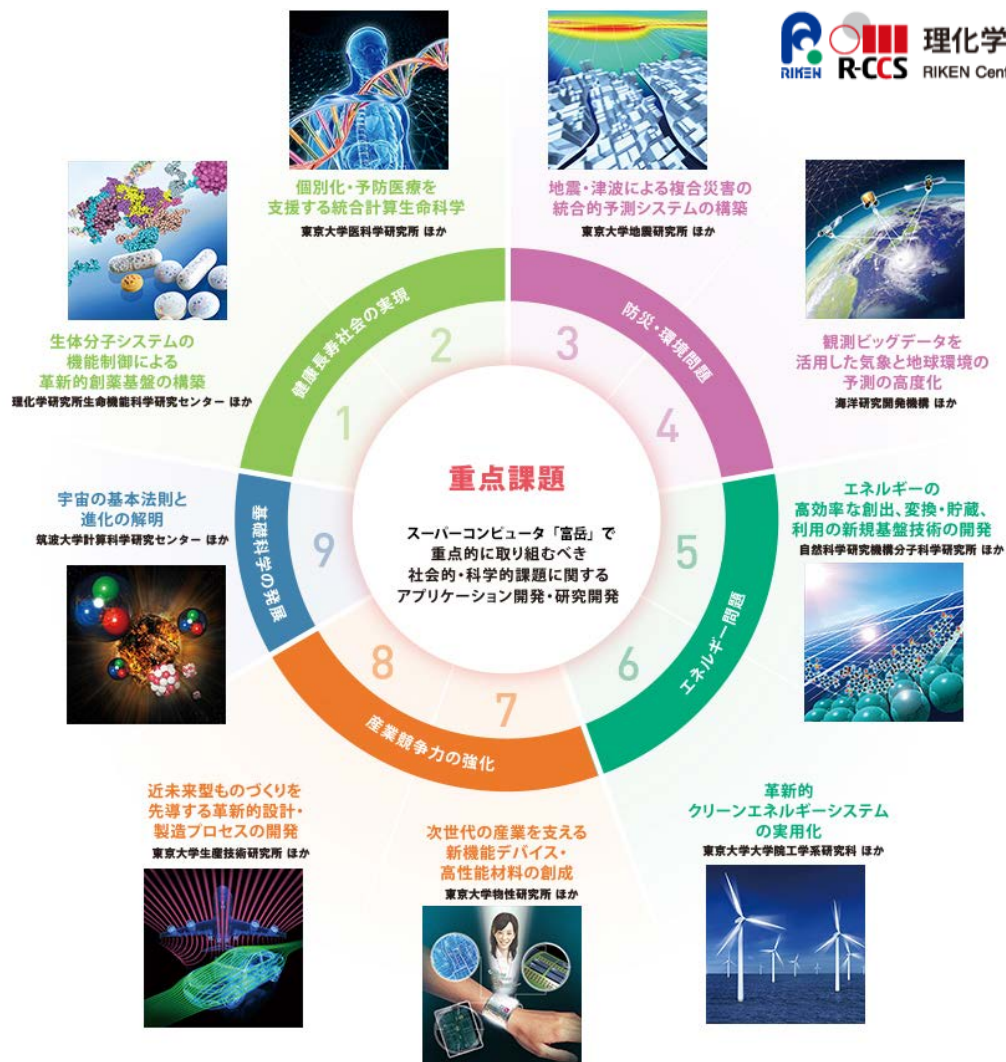 RIKEN
R-CCS
理化学
RIKEN Cent
個別化・予防医療を
支援する統合計算生命科学
東京大学医科学研究所 ほか
地震・津波による複合災害の
統合的予測システムの構築
東京大学地震研究所 ほか
生体分子システムの
機能制御による
革新的創薬基盤の構築
理化学研究所生命機能科学研究センター ほか
観測ビッグデータを
活用した気象と地球環境の
予測の高度化
海洋研究開発機構 ほか
健康長寿社会の実現
1
2
防災・環境問題
3
4
宇宙の基本法則と
進化の解明
筑波大学計算科学研究センター ほか
基礎科学の発展
9
重点課題
スーパーコンピュータ「富岳」で
重点的に取り組むべき
社会的・科学的課題に関する
アプリケーション開発・研究開発
エネルギーの
高効率な創出、変換・貯蔵、
利用の新規基盤技術の開発
自然科学研究機構分子科学研究所 ほか
エネルギー問題
5
6
産業競争力の強化
8
7
近未来型ものづくりを
先導する革新的設計・
製造プロセスの開発
東京大学生産技術研究所 ほか
次世代の産業を支える
新機能デバイス・
高性能材料の創成
東京大学物性研究所 ほか
革新的
クリーンエネルギーシステム
の実用化
東京大学大学院工学系研究科 ほか